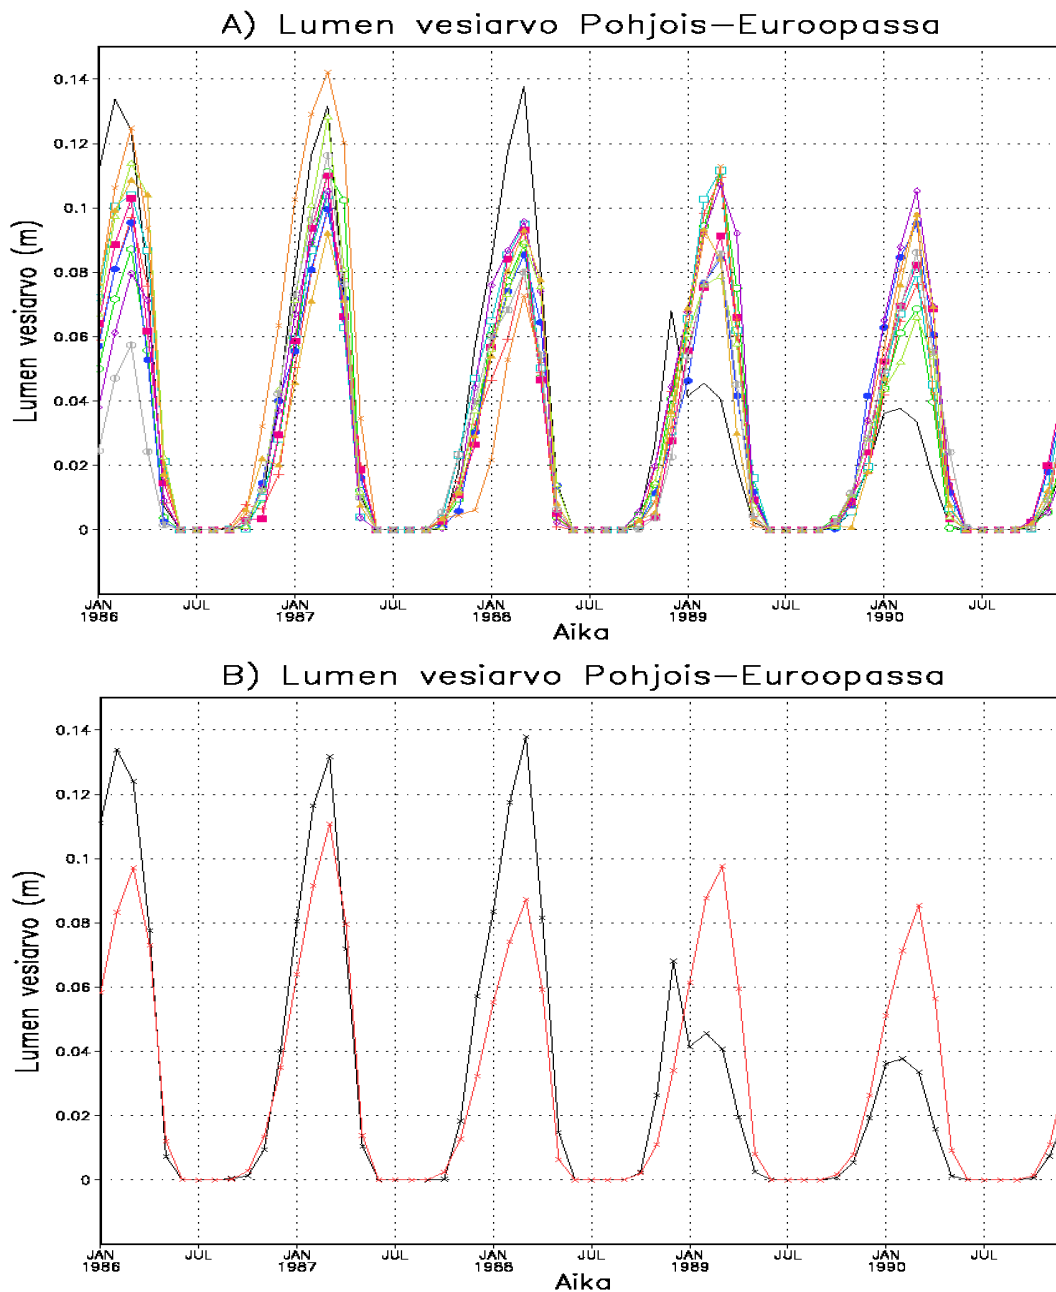 A) Lumen vesiarvo Pohjois−Euroopassa
Lumen vesiarvo (m)
0.14
0.12
0.1
0.08
0.06
0.04
0.02
0
JAN JUL JAN JUL JAN JUL JAN JUL JAN JUL
1986 1987 1988 1989 1990
Aika
B) Lumen vesiarvo Pohjois−Euroopassa
Lumen vesiarvo (m)
0.14
0.12
0.1
0.08
0.06
0.04
0.02
0
JAN JUL JAN JUL JAN JUL JAN JUL JAN JUL
1986 1987 1988 1989 1990
Aika